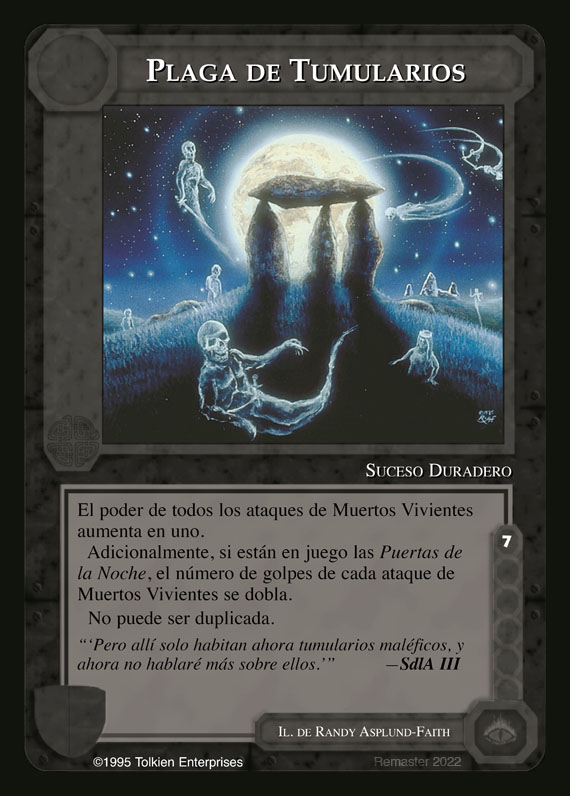 Plaga de Tumularios
Suceso Duradero
El poder de todos los ataques de Muertos Vivientes
aumenta en uno.
Adicionalmente, si están en juego las Puertas de
la Noche, el número de golpes de cada ataque de
Muertos Vivientes se dobla.
No puede ser duplicada.
7
“‘Pero allí solo habitan ahora tumularios maléficos, y
ahora no hablaré más sobre ellos.’” —SdlA III
Il. de Randy Asplund-Faith
©1995 Tolkien Enterprises
Remaster 2022